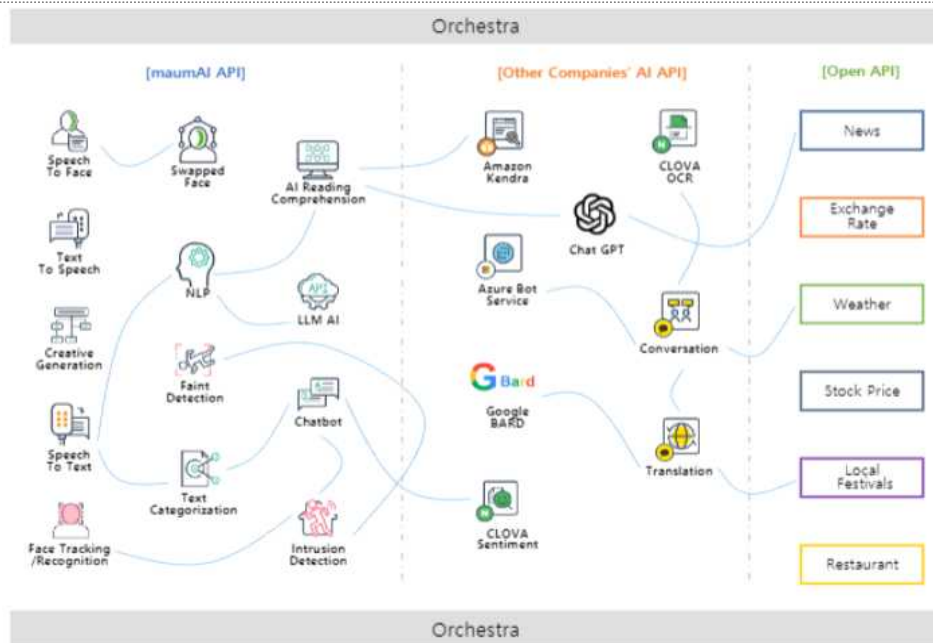 Orchestra
[maumAI API]
[Other Companies' AI API]
[Open API]
Speech
To Face
Swapped
Face
AI Reading
Comprehension
Text
To Speech
NLP
API
LLM AI
Creative
Generation
Faint
Detection
Chatbot
Speech
To Text
Text
Categorization
Face Tracking
/Recognition
Intrusion
Detection
Amazon
Kendra
N
CLOVA
OCR
Chat GPT
Azure Bot
Service
Conversation
G Bard
Google
BARD
Translation
N
CLOVA
Sentiment
News
Exchange
Rate
Weather
Stock Price
Local
Festivals
Restaurant
Orchestra